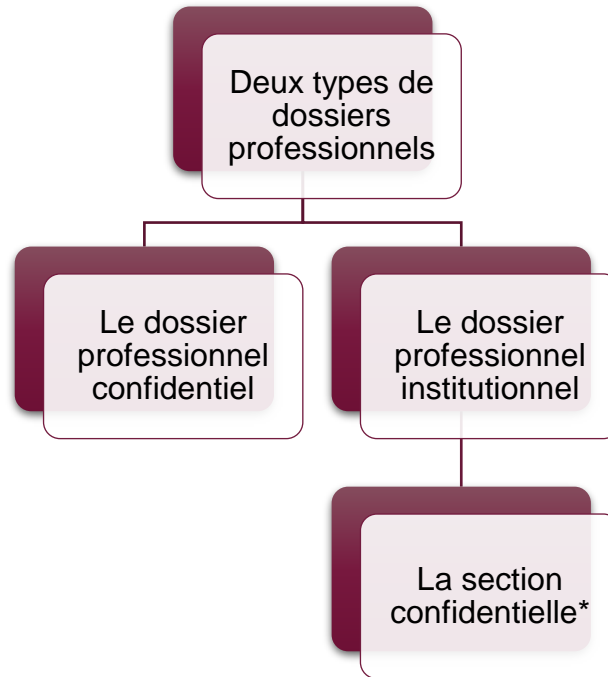 Deux types de
dossiers
professionnels
Le dossier
professionnel
confidentiel
Le dossier
professionnel
institutionnel
La section
confidentielle*